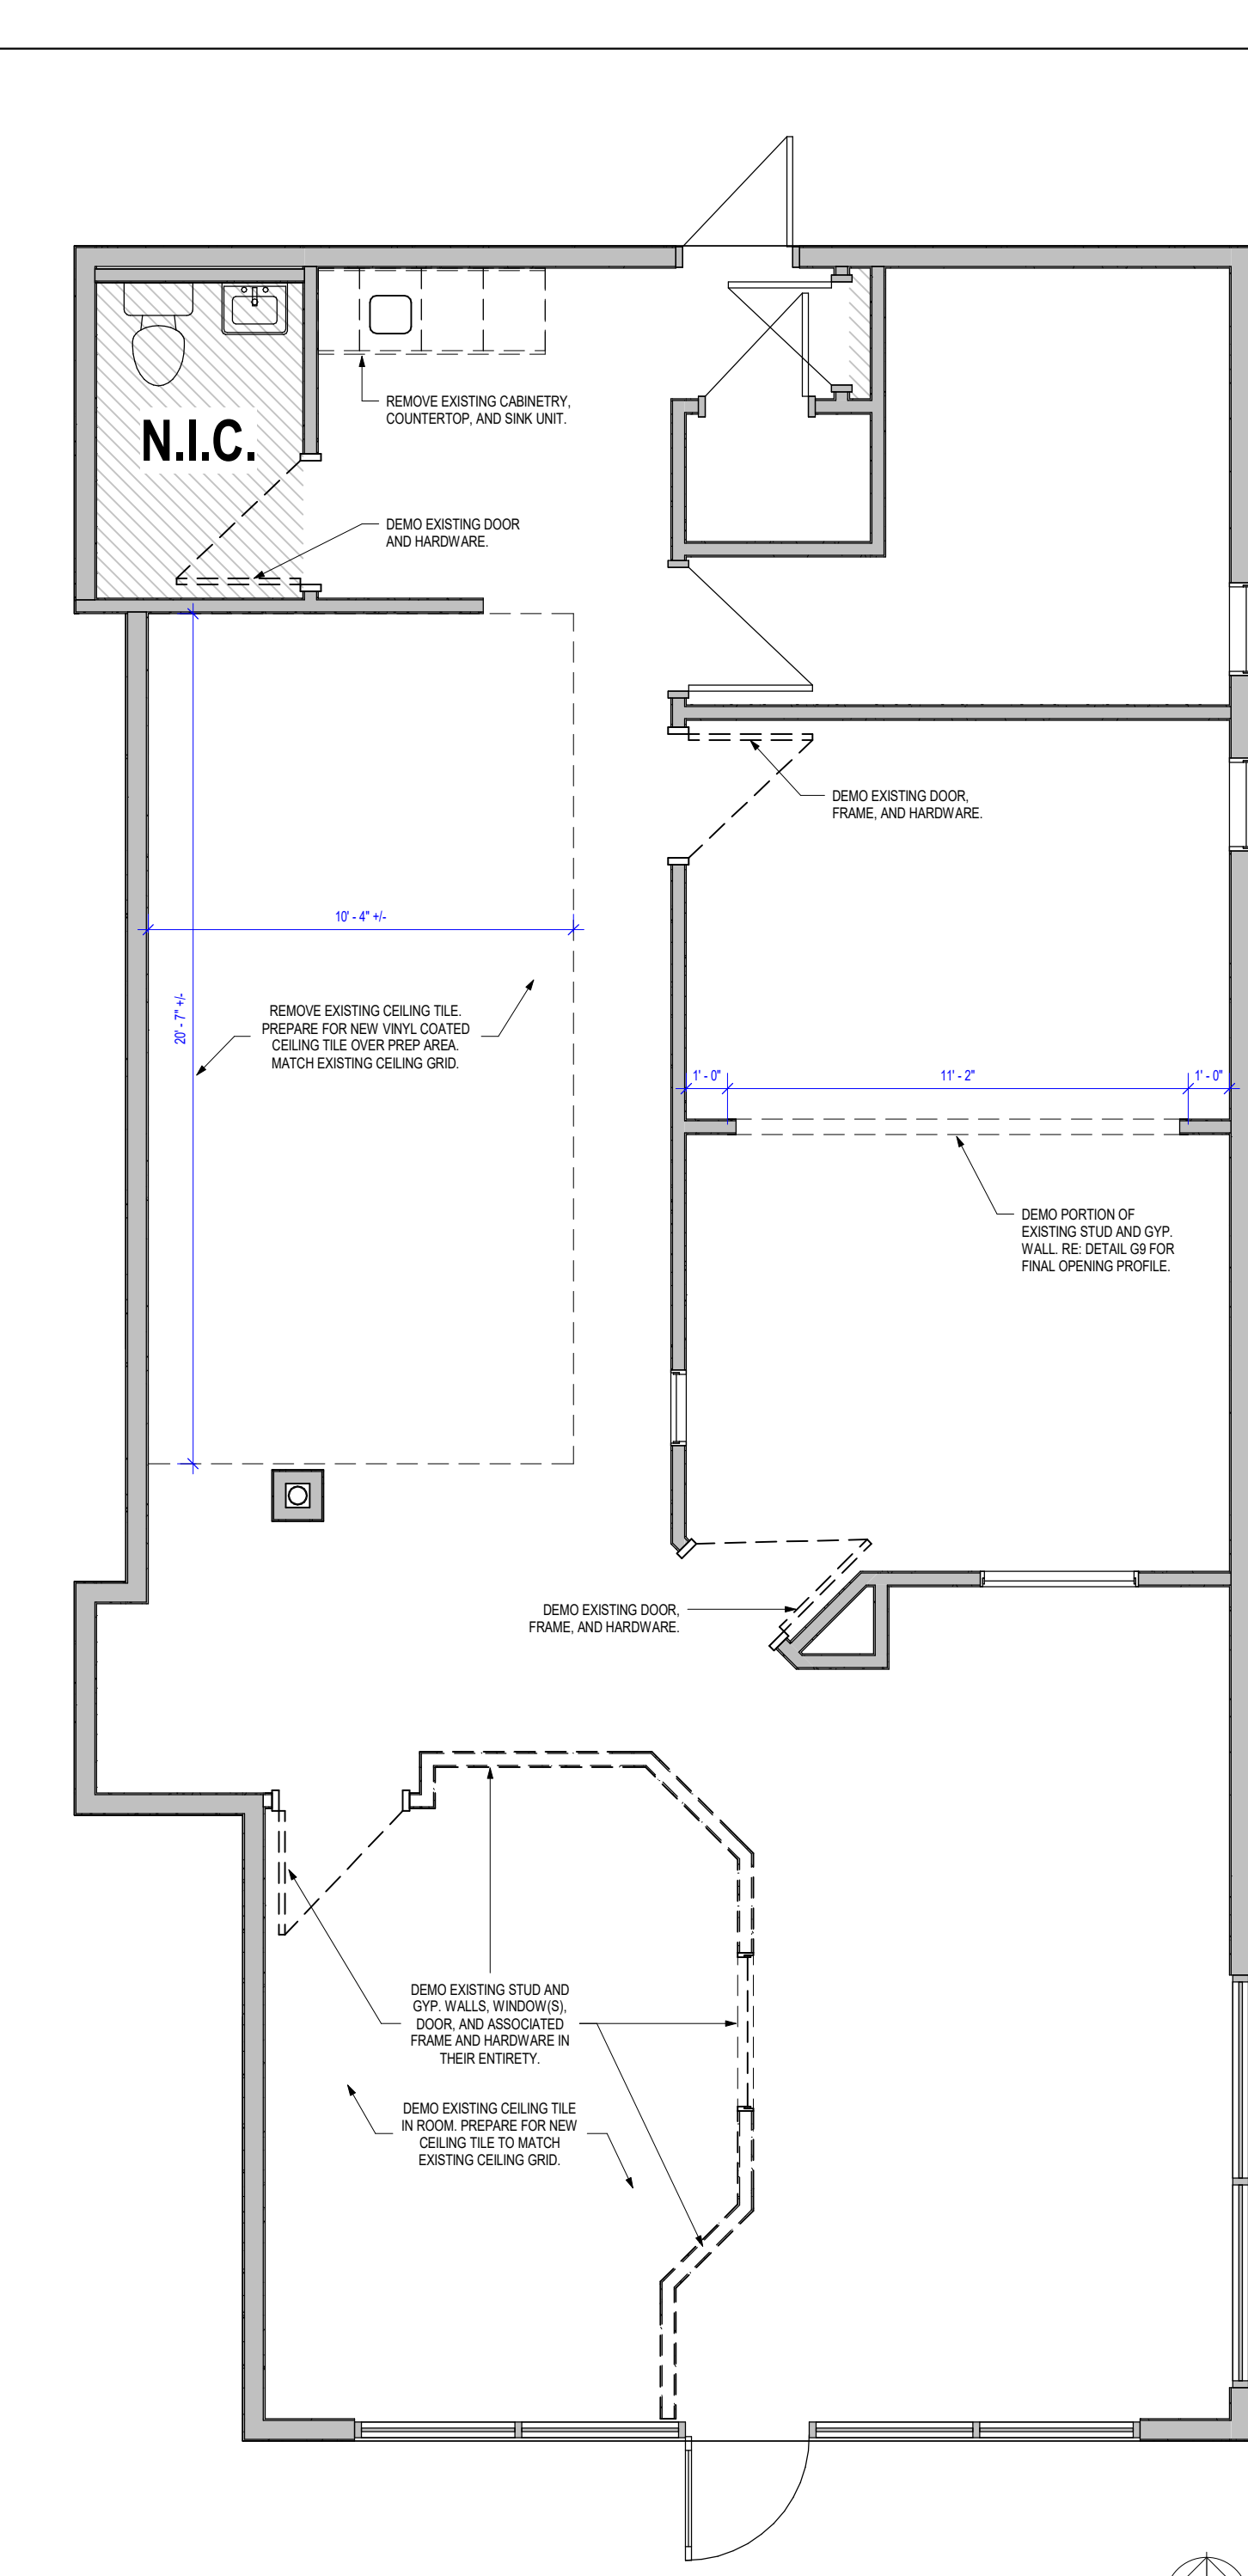 REMOVE EXISTING CABINETRY,
COUNTERTOP, AND SINK UNIT.
N.I.C.
DEMO EXISTING DOOR
AND HARDWARE.
DEMO EXISTING DOOR,
FRAME, AND HARDWARE.
10' - 4" +/-
20' - 7" +/-
REMOVE EXISTING CEILING TILE.
PREPARE FOR NEW VINYL COATED
CEILING TILE OVER PREP AREA.
MATCH EXISTING CEILING GRID.
1' - 0"
11' - 2"
1' - 0"
DEMO PORTION OF
EXISTING STUD AND GYP.
WALL. RE: DETAIL G9 FOR
FINAL OPENING PROFILE.
DEMO EXISTING DOOR,
FRAME, AND HARDWARE.
DEMO EXISTING STUD AND
GYP. WALLS, WINDOW(S),
DOOR, AND ASSOCIATED
FRAME AND HARDWARE IN
THEIR ENTIRETY.
DEMO EXISTING CEILING TILE
IN ROOM. PREPARE FOR NEW
CEILING TILE TO MATCH
EXISTING CEILING GRID.